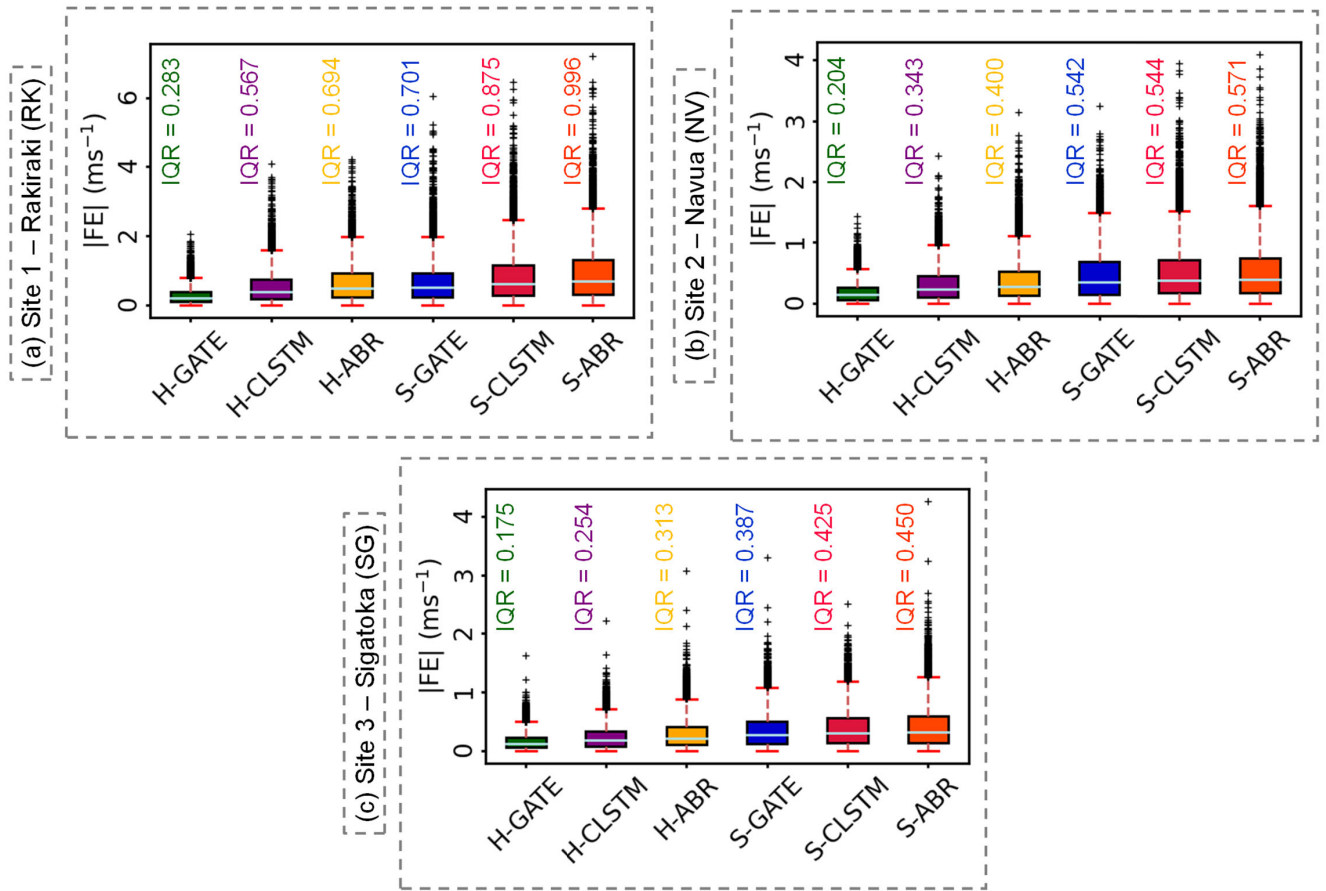 (a) Site 1 – Rakiraki (RK)
|FE| (ms⁻¹)
6
4
2
0
IQR = 0.283
IQR = 0.567
IQR = 0.694
IQR = 0.701
IQR = 0.875
IQR = 0.996
H-GATE
H-CLSTM
H-ABR
S-GATE
S-CLSTM
S-ABR
(b) Site 2 – Navua (NV)
|FE| (ms⁻¹)
4
3
2
1
0
IQR = 0.204
IQR = 0.343
IQR = 0.400
IQR = 0.542
IQR = 0.544
IQR = 0.571
H-GATE
H-CLSTM
H-ABR
S-GATE
S-CLSTM
S-ABR
(c) Site 3 – Sigatoka (SG)
|FE| (ms⁻¹)
4
3
2
1
0
IQR = 0.175
IQR = 0.254
IQR = 0.313
IQR = 0.387
IQR = 0.425
IQR = 0.450
H-GATE
H-CLSTM
H-ABR
S-GATE
S-CLSTM
S-ABR